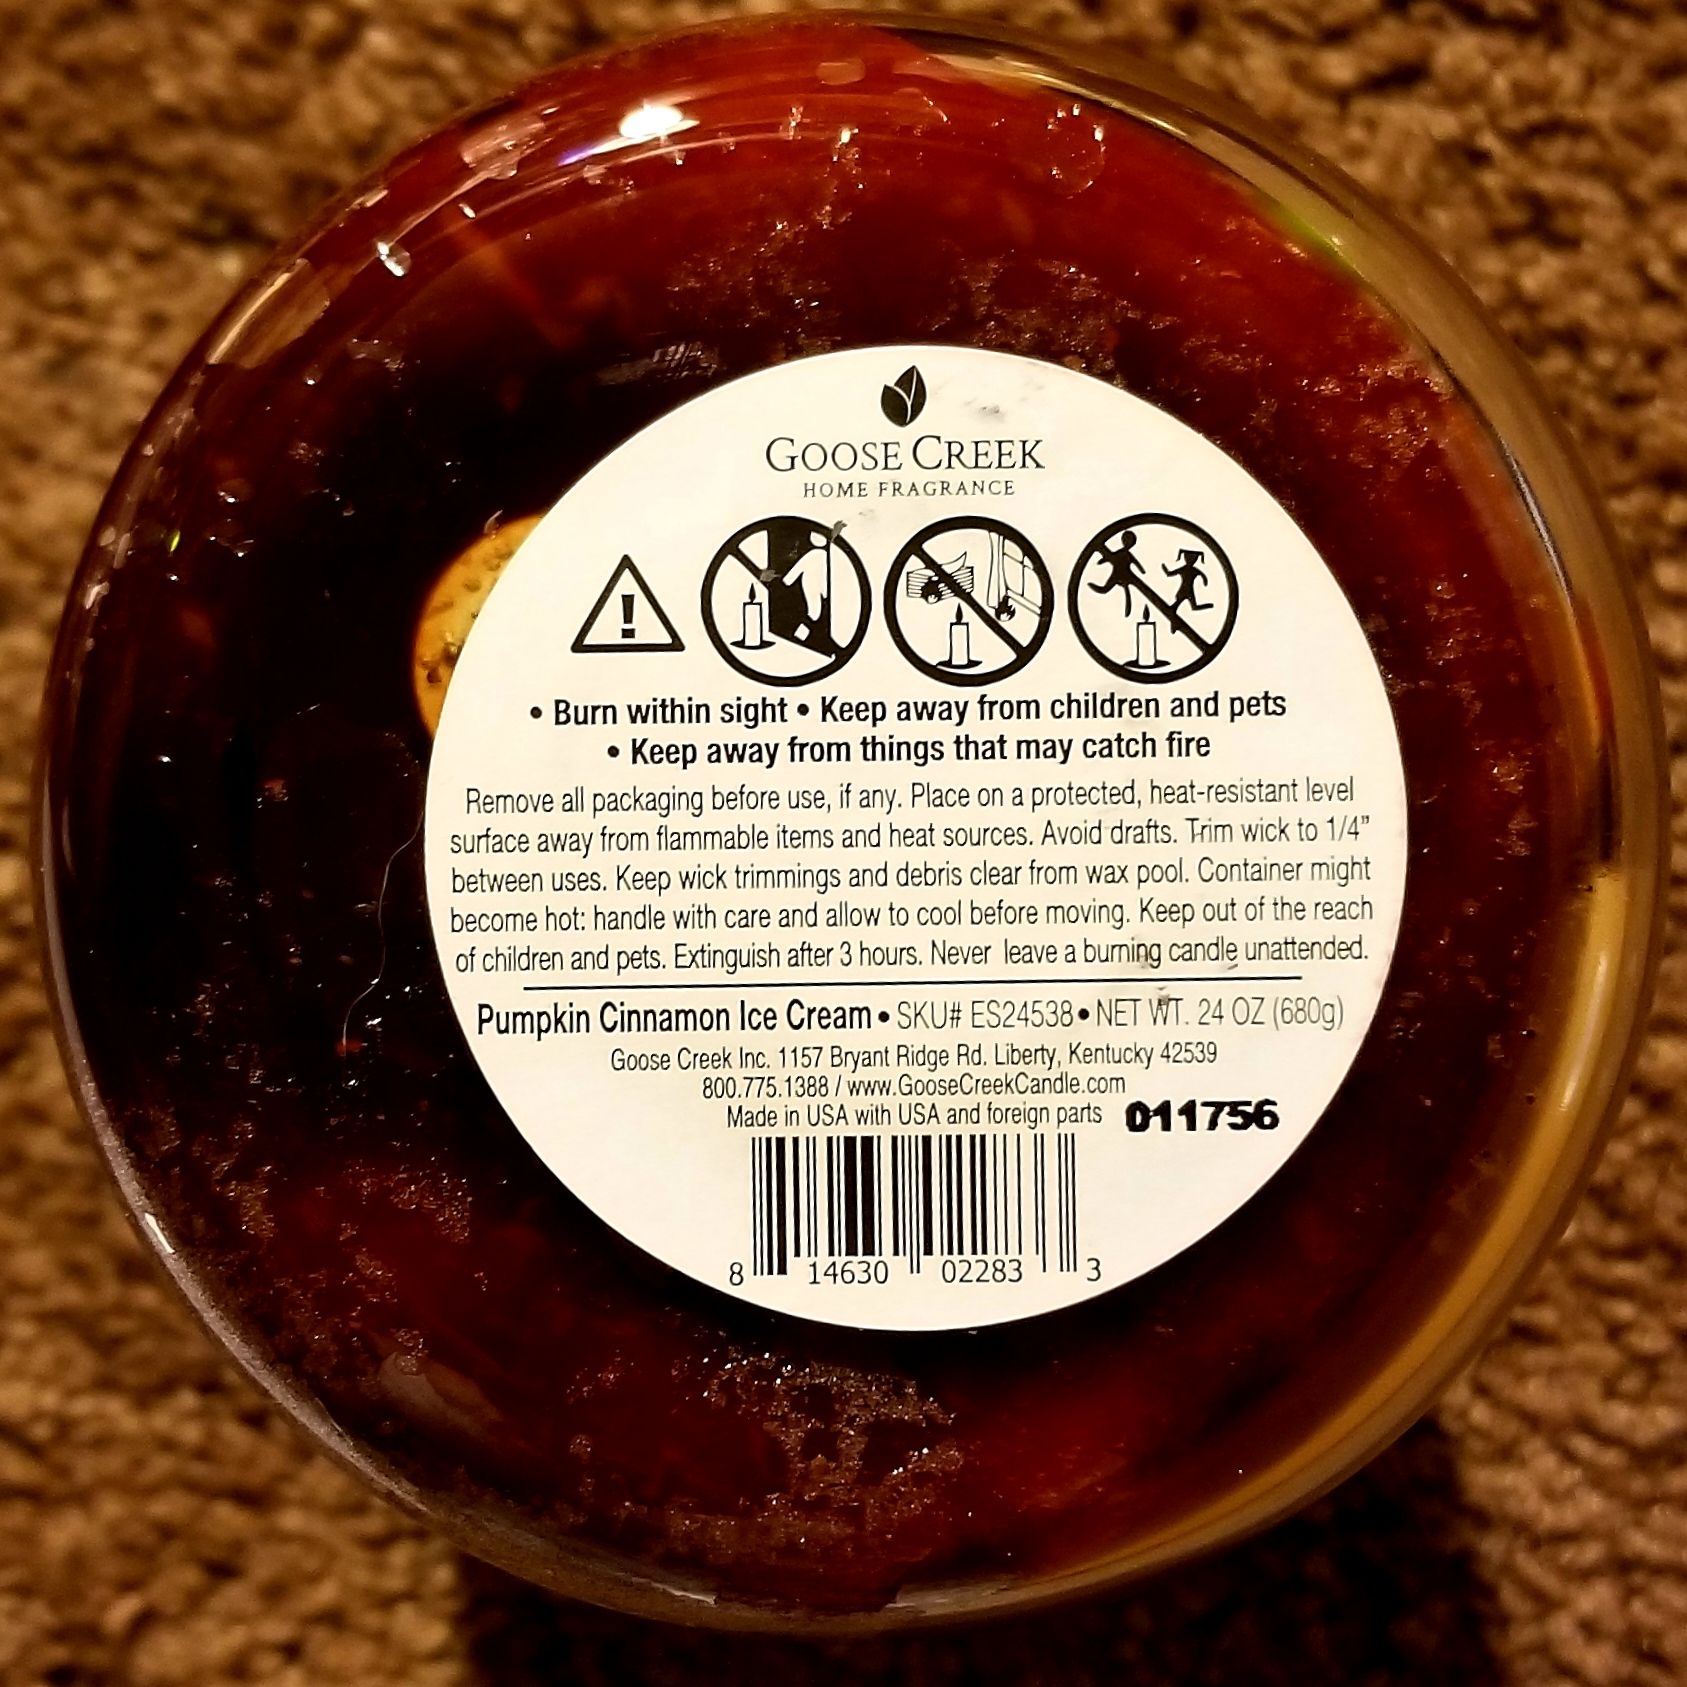 GOOSE CREEK
HOME FRAGRANCE
!
• Burn within sight • Keep away from children and pets
• Keep away from things that may catch fire
Remove all packaging before use, if any. Place on a protected, heat-resistant level
surface away from flammable items and heat sources. Avoid drafts. Trim wick to 1/4”
between uses. Keep wick trimmings and debris clear from wax pool. Container might
become hot: handle with care and allow to cool before moving. Keep out of the reach
of children and pets. Extinguish after 3 hours. Never leave a burning candle unattended.
Pumpkin Cinnamon Ice Cream • SKU# ES24538 • NET WT. 24 OZ (680g)
Goose Creek Inc. 1157 Bryant Ridge Rd. Liberty, Kentucky 42539
800.775.1388 / www.GooseCreekCandle.com
Made in USA with USA and foreign parts 011756
8 14630 02283 3